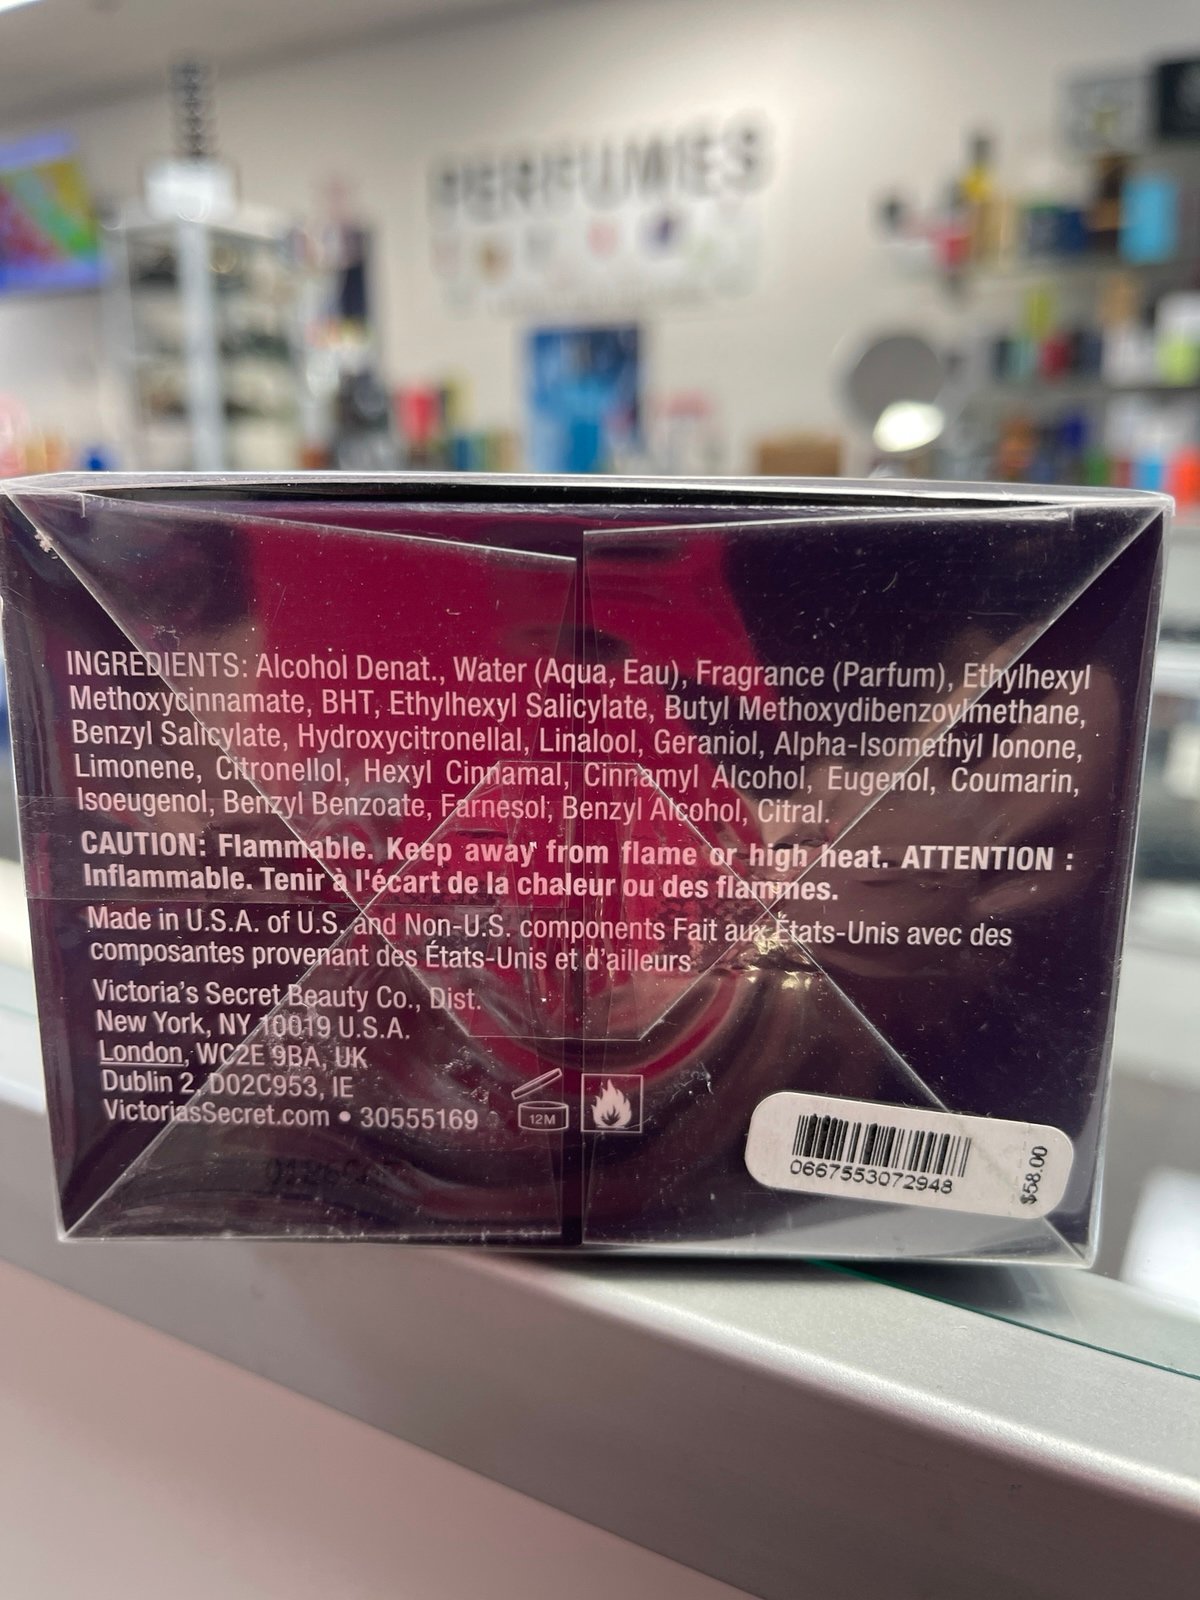 PERFUMES
INGREDIENTS: Alcohol Denat., Water (Aqua, Eau), Fragrance (Parfum), Ethylhexyl
Methoxycinnamate, BHT, Ethylhexyl Salicylate, Butyl Methoxydibenzoylmethane,
Benzyl Salicylate, Hydroxycitronellal, Linalool, Geraniol, Alpha-Isomethyl Ionone,
Limonene, Citronellol, Hexyl Cinnamal, Cinnamyl Alcohol, Eugenol, Coumarin,
Isoeugenol, Benzyl Benzoate, Farnesol, Benzyl Alcohol, Citral.
CAUTION: Flammable. Keep away from flame or high heat. ATTENTION :
Inflammable. Tenir à l'écart de la chaleur ou des flammes.
Made in U.S.A. of U.S. and Non-U.S. components Fait aux États-Unis avec des
composantes provenant des États-Unis et d'ailleurs
Victoria's Secret Beauty Co., Dist.
New York, NY 10019 U.S.A.
London, WC2E 9BA, UK
Dublin 2, D02C953, IE
VictoriasSecret.com • 30555169
12M
0667553072948
$58.00